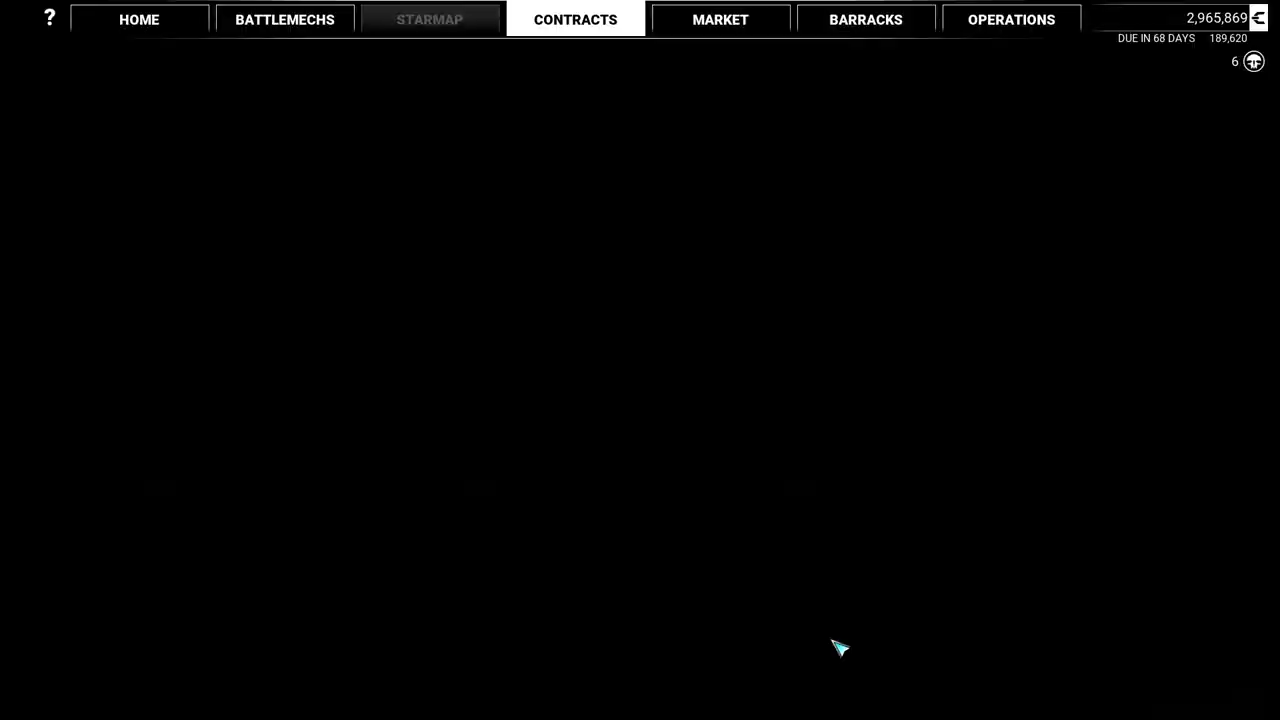 ? HOME BATTLEMECHS STARMAP CONTRACTS MARKET BARRACKS OPERATIONS 2,965,869
DUE IN 68 DAYS 189,620
6